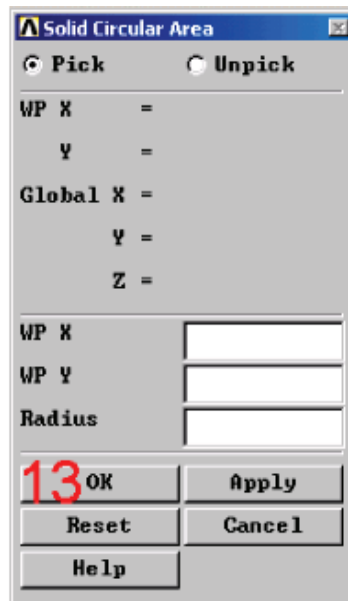 Solid Circular Area
Pick Unpick
WP X =
Y =
Global X =
Y =
Z =
WP X
WP Y
Radius
13 OK Apply
Reset Cancel
Help